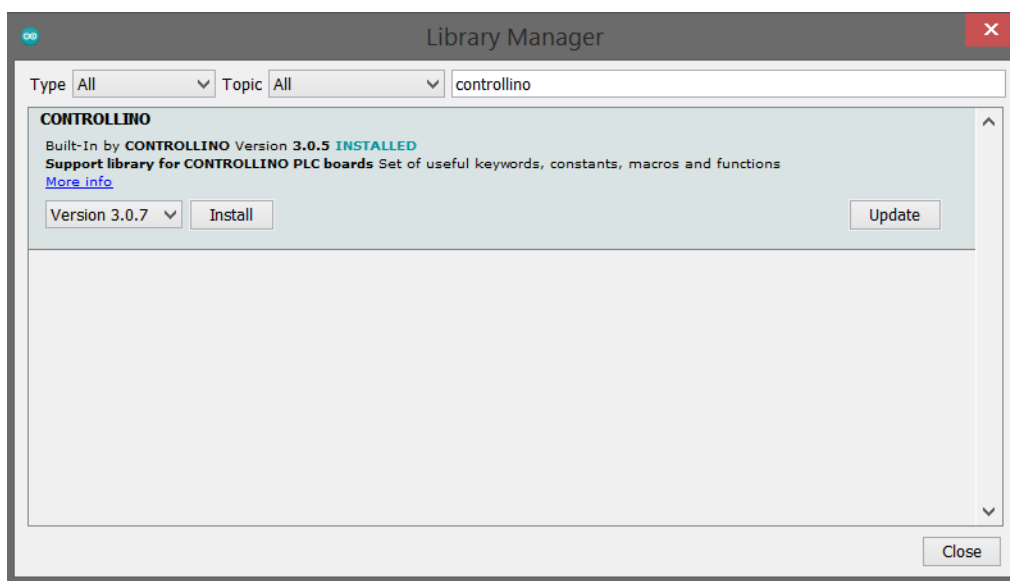 Library Manager
Type All Topic All controllino
CONTROLLINO
Built-In by CONTROLLINO Version 3.0.5 INSTALLED
Support library for CONTROLLINO PLC boards Set of useful keywords, constants, macros and functions
More info
Version 3.0.7 Install Update
Close